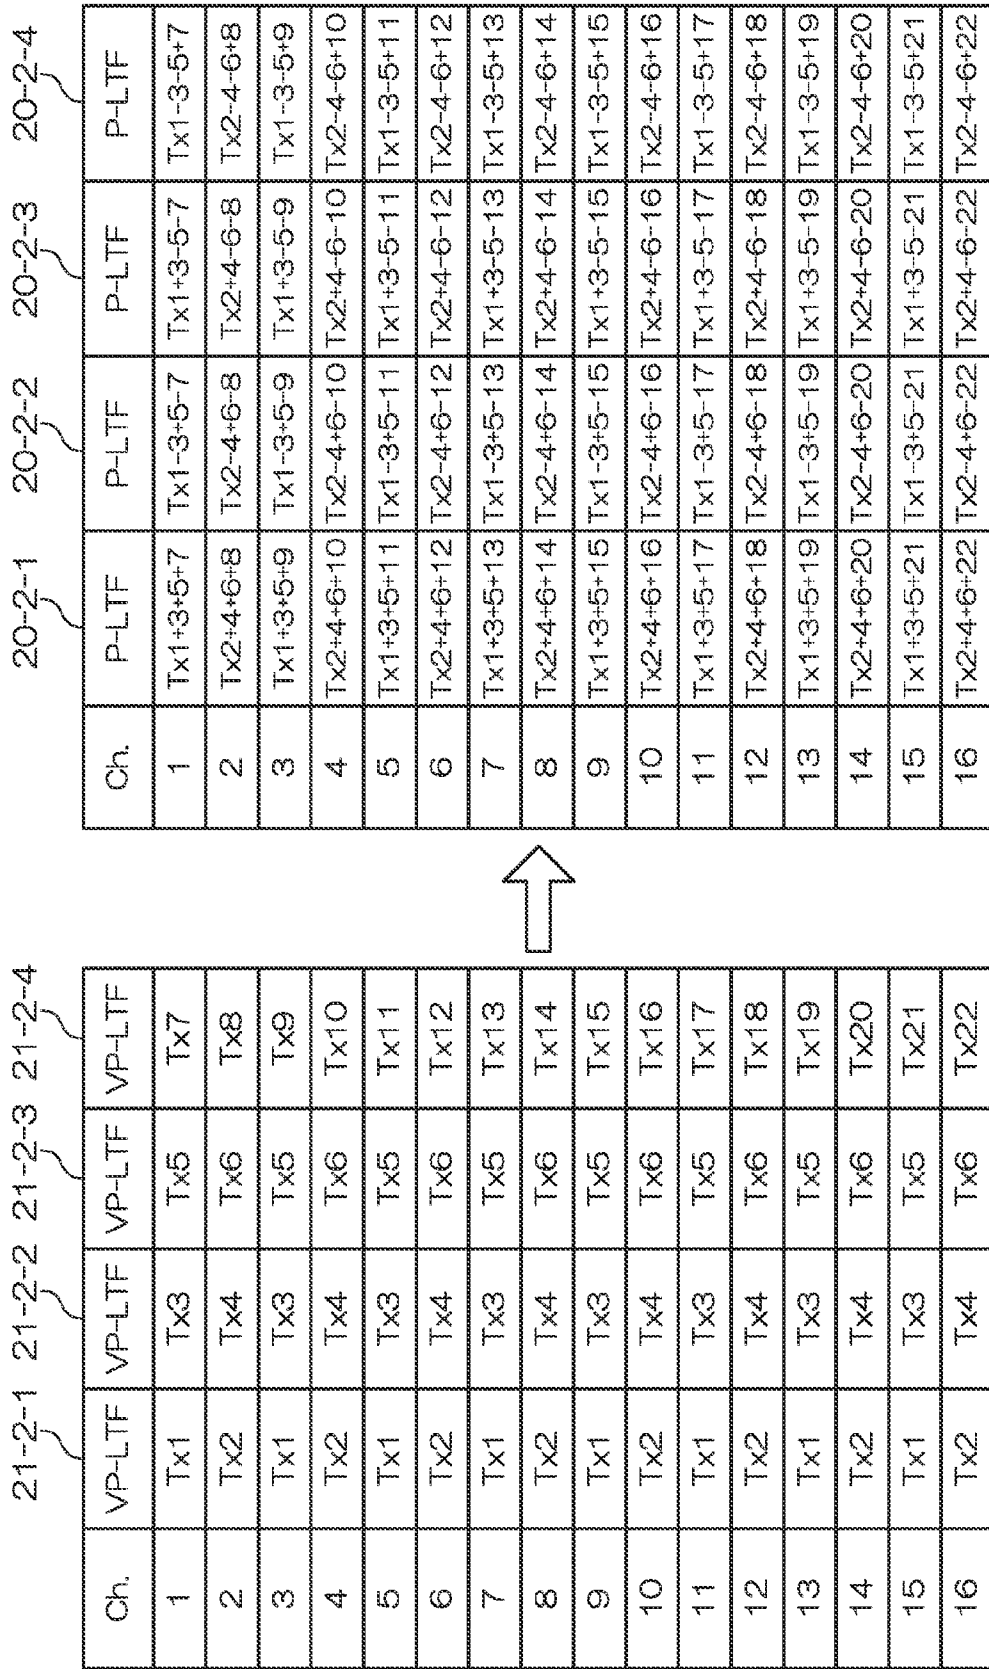 21-2-1 21-2-2 21-2-3 21-2-4
Ch. VP-LTF VP-LTF VP-LTF VP-LTF
1 Tx1 Tx3 Tx5 Tx7
2 Tx2 Tx4 Tx6 Tx8
3 Tx1 Tx3 Tx5 Tx9
4 Tx2 Tx4 Tx6 Tx10
5 Tx1 Tx3 Tx5 Tx11
6 Tx2 Tx4 Tx6 Tx12
7 Tx1 Tx3 Tx5 Tx13
8 Tx2 Tx4 Tx6 Tx14
9 Tx1 Tx3 Tx5 Tx15
10 Tx2 Tx4 Tx6 Tx16
11 Tx1 Tx3 Tx5 Tx17
12 Tx2 Tx4 Tx6 Tx18
13 Tx1 Tx3 Tx5 Tx19
14 Tx2 Tx4 Tx6 Tx20
15 Tx1 Tx3 Tx5 Tx21
16 Tx2 Tx4 Tx6 Tx22
20-2-1 20-2-2 20-2-3 20-2-4
Ch. P-LTF P-LTF P-LTF P-LTF
1 Tx1+3+5+7 Tx1-3+5-7 Tx1+3-5-7 Tx1-3-5+7
2 Tx2+4+6+8 Tx2-4+6-8 Tx2+4-6-8 Tx2-4-6+8
3 Tx1+3+5+9 Tx1-3+5-9 Tx1+3-5-9 Tx1-3-5+9
4 Tx2+4+6+10 Tx2-4+6-10 Tx2+4-6-10 Tx2-4-6+10
5 Tx1+3+5+11 Tx1-3+5-11 Tx1+3-5-11 Tx1-3-5+11
6 Tx2+4+6+12 Tx2-4+6-12 Tx2+4-6-12 Tx2-4-6+12
7 Tx1+3+5+13 Tx1-3+5-13 Tx1+3-5-13 Tx1-3-5+13
8 Tx2+4+6+14 Tx2-4+6-14 Tx2+4-6-14 Tx2-4-6+14
9 Tx1+3+5+15 Tx1-3+5-15 Tx1+3-5-15 Tx1-3-5+15
10 Tx2+4+6+16 Tx2-4+6-16 Tx2+4-6-16 Tx2-4-6+16
11 Tx1+3+5+17 Tx1-3+5-17 Tx1+3-5-17 Tx1-3-5+17
12 Tx2+4+6+18 Tx2-4+6-18 Tx2+4-6-18 Tx2-4-6+18
13 Tx1+3+5+19 Tx1-3+5-19 Tx1+3-5-19 Tx1-3-5+19
14 Tx2+4+6+20 Tx2-4+6-20 Tx2+4-6-20 Tx2-4-6+20
15 Tx1+3+5+21 Tx1-3+5-21 Tx1+3-5-21 Tx1-3-5+21
16 Tx2+4+6+22 Tx2-4+6-22 Tx2+4-6-22 Tx2-4-6+22